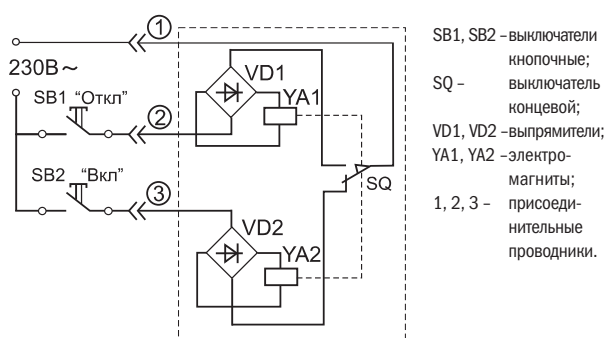 1
230В~
SB1 "Откл"
2
SB2 "Вкл"
3
VD1
YA1
SQ
VD2
YA2
SB1, SB2 – выключатели
кнопочные;
SQ – выключатель
концевой;
VD1, VD2 – выпрямители;
YA1, YA2 – электро-
магниты;
1, 2, 3 – присоеди-
нительные
проводники.